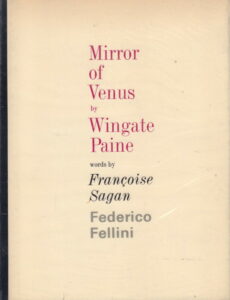 Mirror
of
Venus
by
Wingate
Paine
words by
Françoise
Sagan
Federico
Fellini